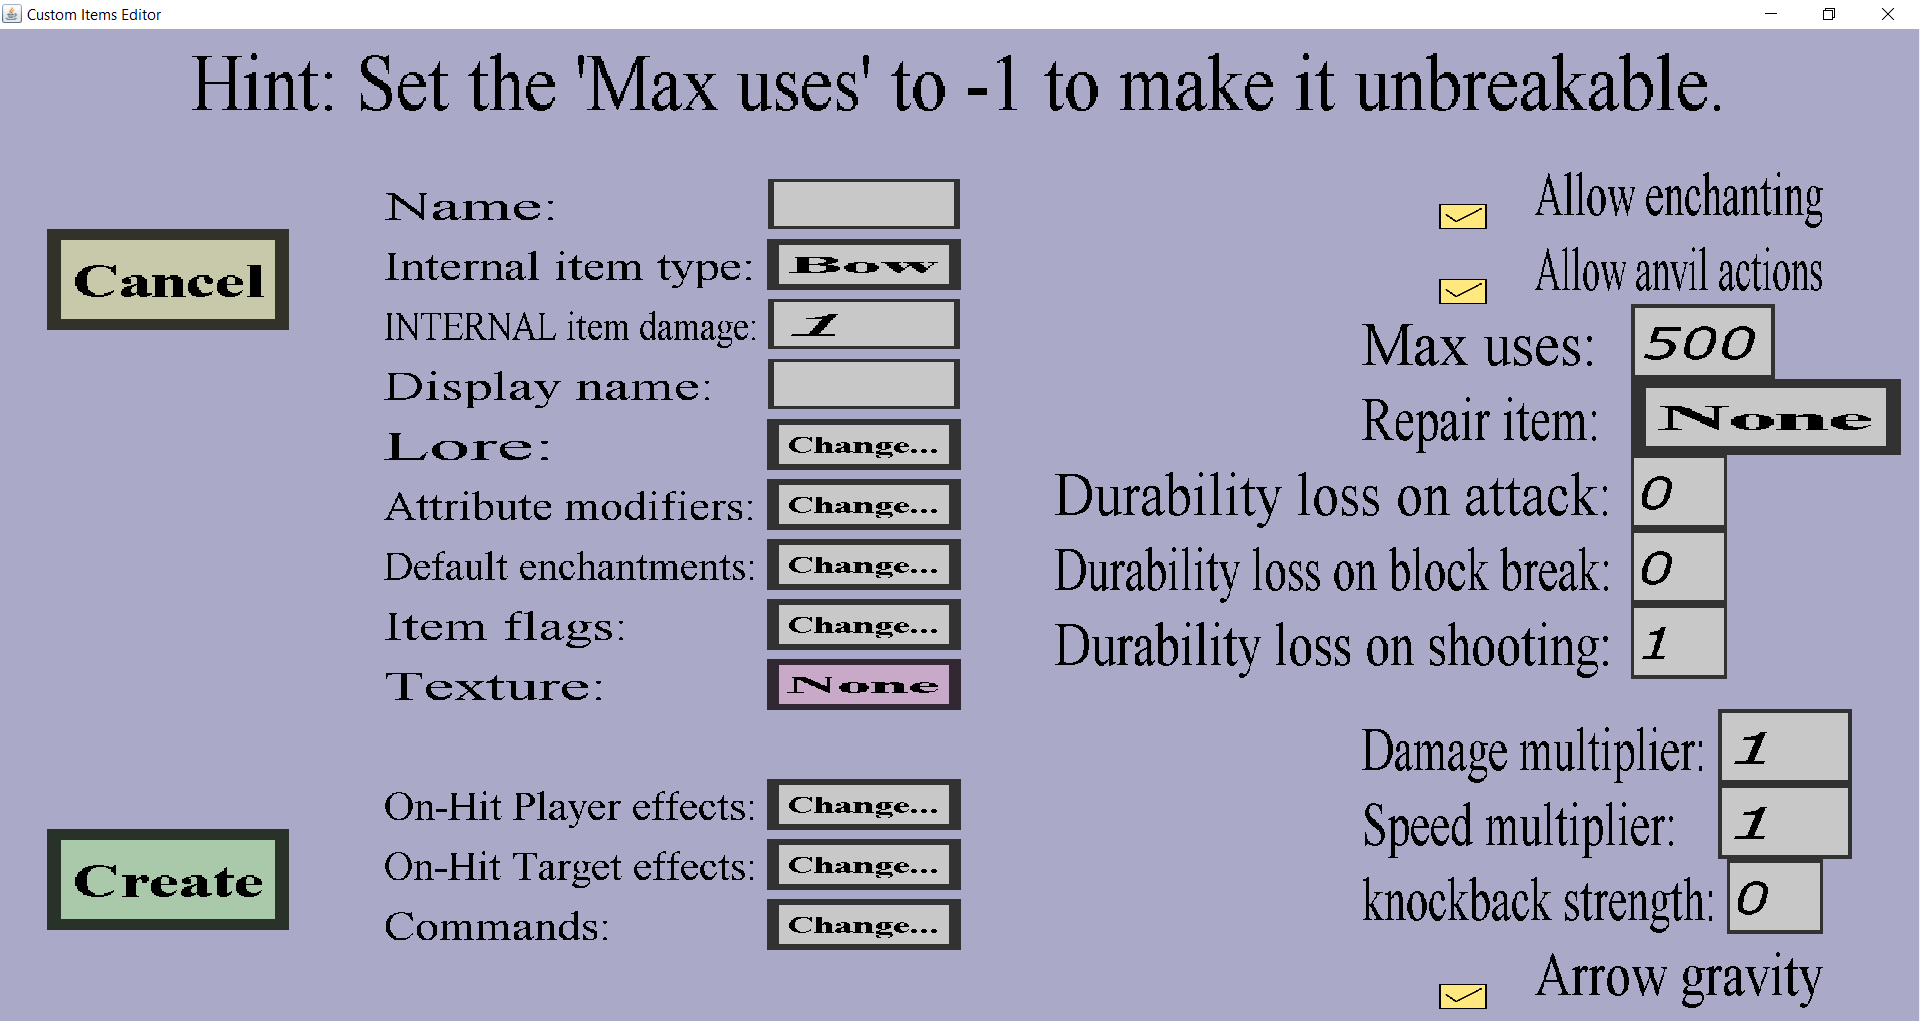 Custom Items Editor
Hint: Set the 'Max uses' to -1 to make it unbreakable.
Cancel
Create
Name:
Internal item type: Bow
INTERNAL item damage: 1
Display name:
Lore: Change...
Attribute modifiers: Change...
Default enchantments: Change...
Item flags: Change...
Texture: None
On-Hit Player effects: Change...
On-Hit Target effects: Change...
Commands: Change...
Allow enchanting
Allow anvil actions
Max uses: 500
Repair item: None
Durability loss on attack: 0
Durability loss on block break: 0
Durability loss on shooting: 1
Damage multiplier: 1
Speed multiplier: 1
knockback strength: 0
Arrow gravity